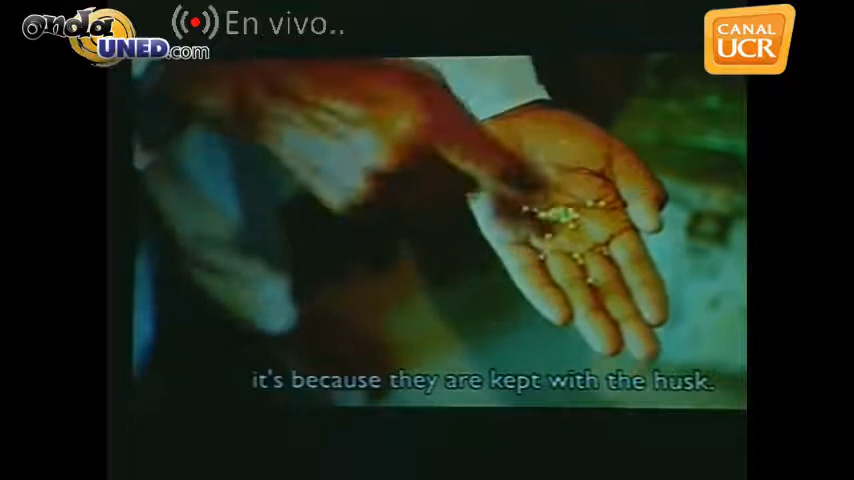 onda
UNED.com
En vivo..
CANAL
UCR
it's because they are kept with the husk.